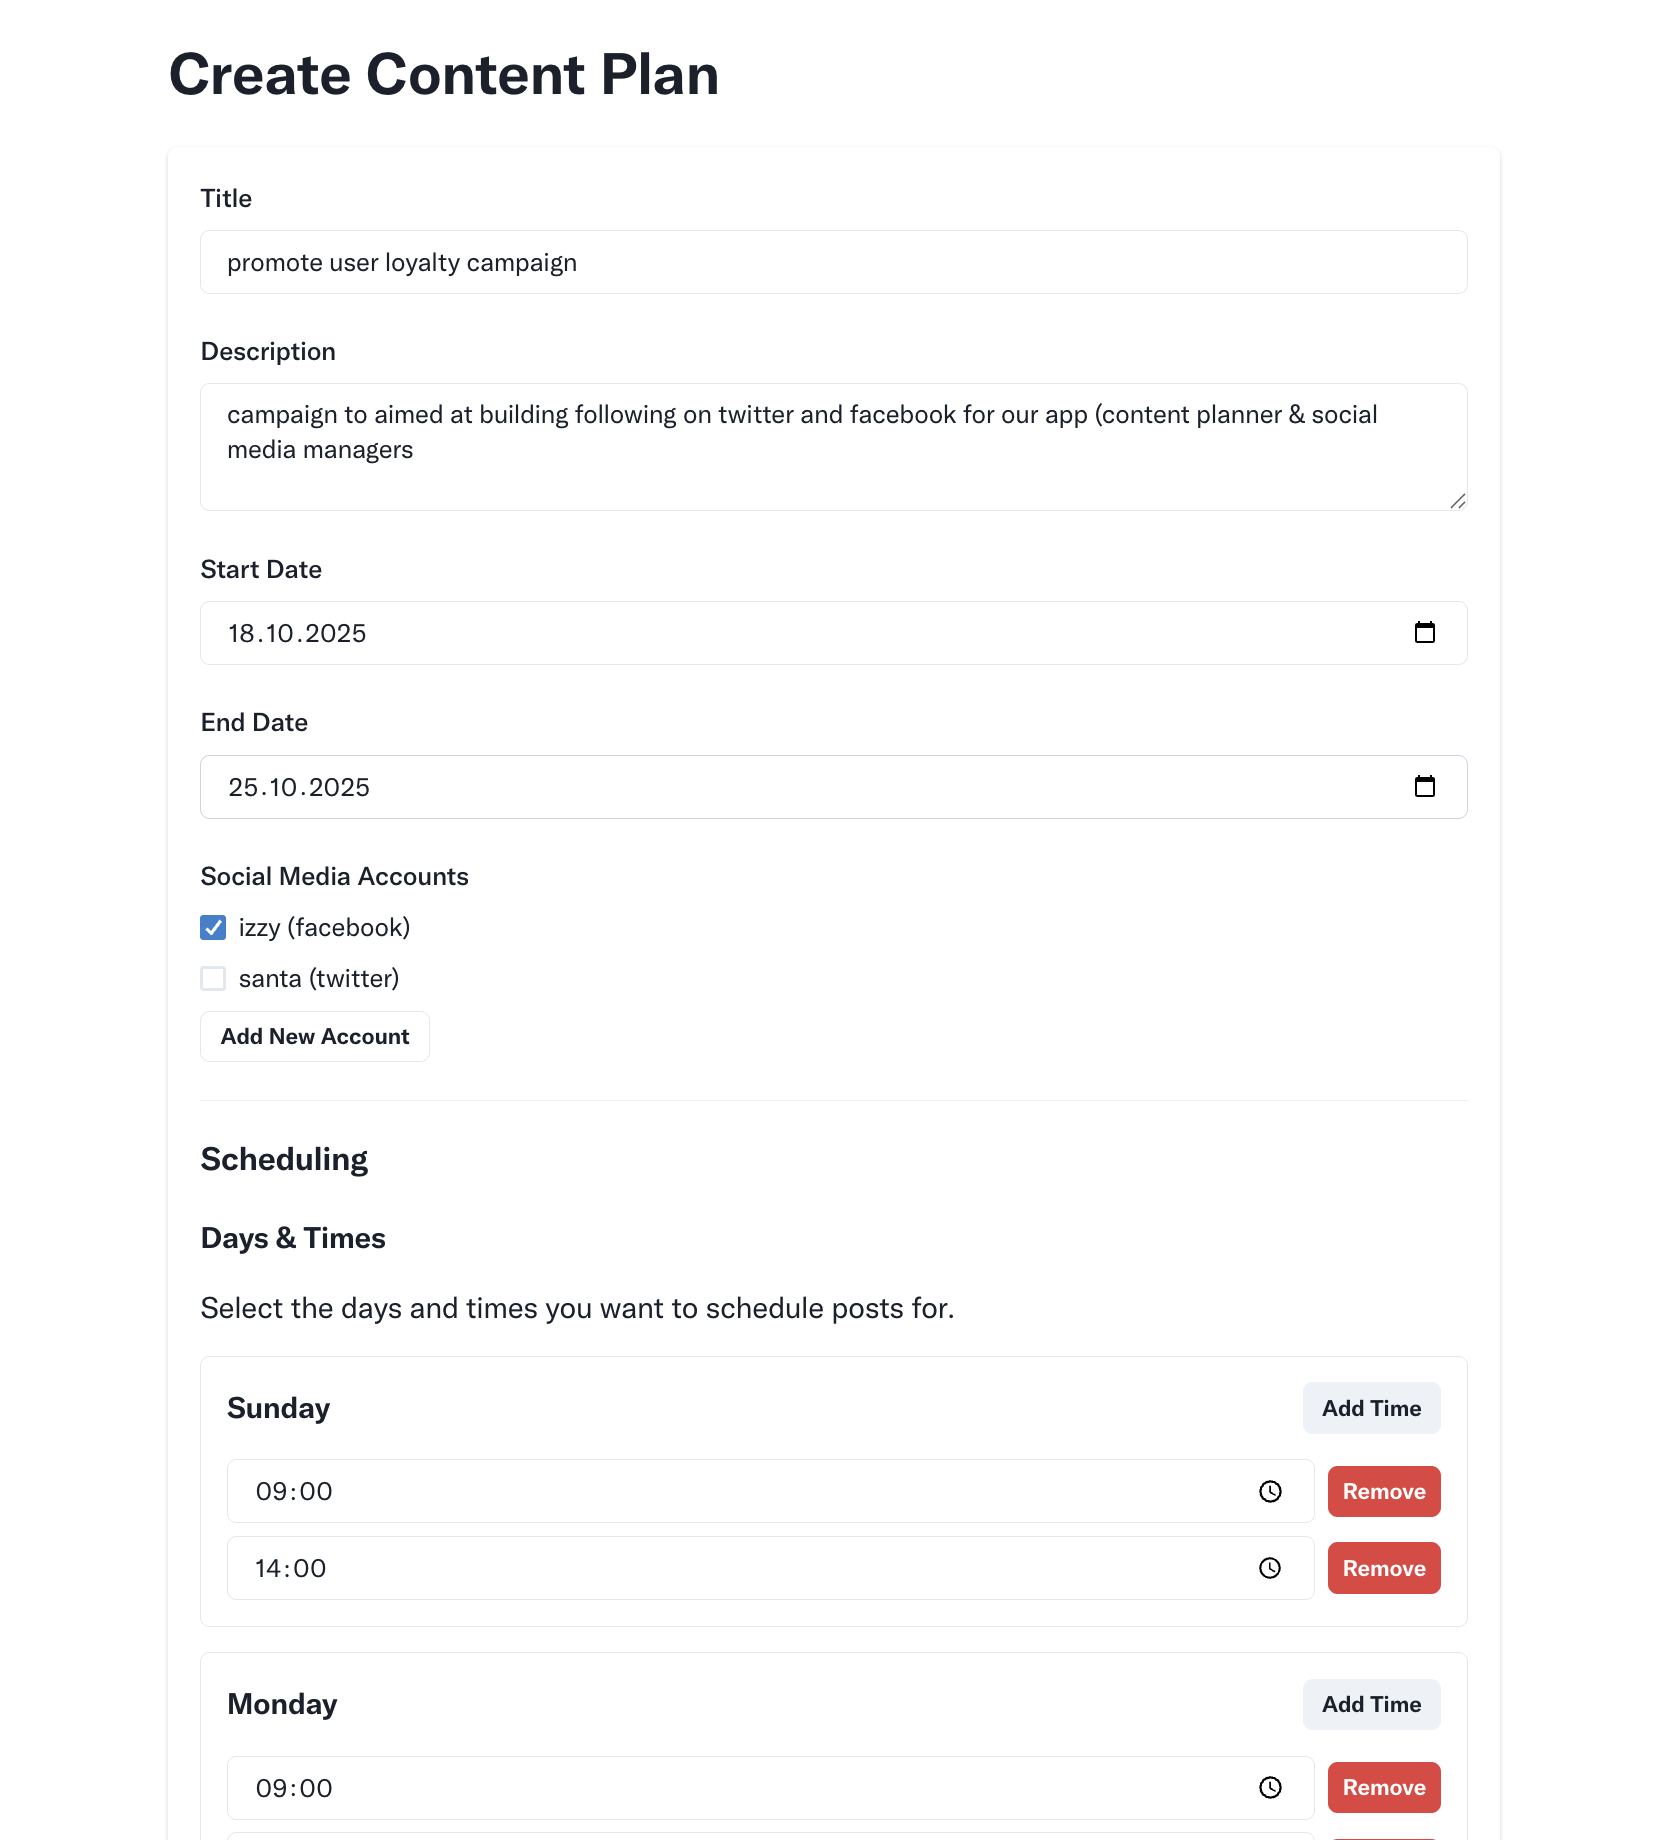 Create Content Plan
Title
promote user loyalty campaign
Description
campaign to aimed at building following on twitter and facebook for our app (content planner & social
media managers
Start Date
18.10.2025
End Date
25.10.2025
Social Media Accounts
izzy (facebook)
santa (twitter)
Add New Account
Scheduling
Days & Times
Select the days and times you want to schedule posts for.
Sunday
Add Time
09:00
Remove
14:00
Remove
Monday
Add Time
09:00
Remove